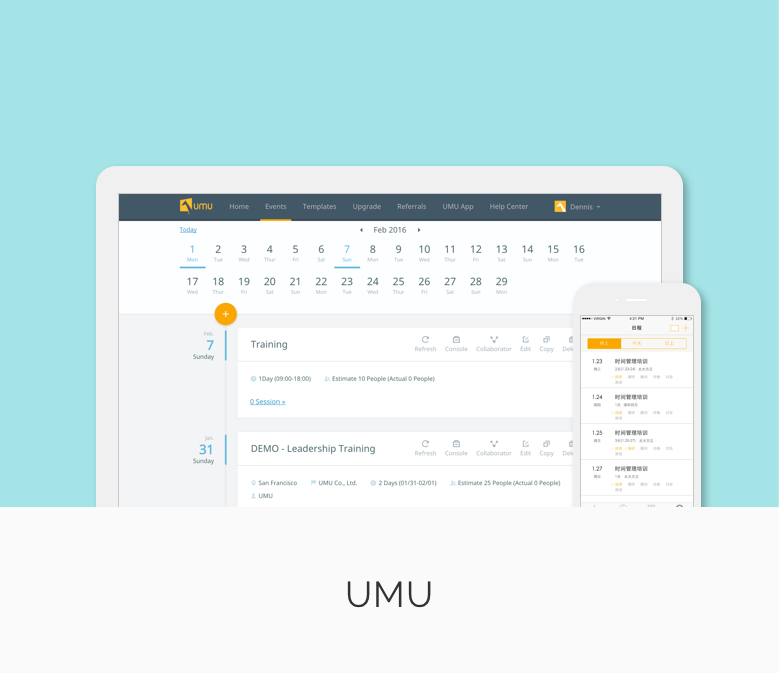 UMU Home Events Templates Upgrade Referrals UMU App Help Center Dennis
Today Feb 2016
1 2 3 4 5 6 7 8 9 10 11 12 13 14 15 16
Mon Tue Wed Thur Fri Sat Sun Mon Tue Wed Thur Fri Sat Sun Mon Tue
17 18 19 20 21 22 23 24 25 26 27 28 29
Wed Thur Fri Sat Sun Mon Tue Wed Thur Fri Sat Sun Mon
+
Feb.
7
Sunday
Training
Refresh Console Collaborator Edit Copy
1Day (09:00-18:00) Estimate 10 People (Actual 0 People)
0 Session »
Jan.
31
Sunday
DEMO - Leadership Training
Refresh Console Collaborator Edit Copy
San Francisco UMU Co., Ltd. 2 Days (01/31-02/01) Estimate 25 People (Actual 0 People)
UMU
VIRGIN 4:21 PM 22%
日程
1.23 时间管理培训
1.24 时间管理培训
1.25 时间管理培训
1.27 时间管理培训
UMU